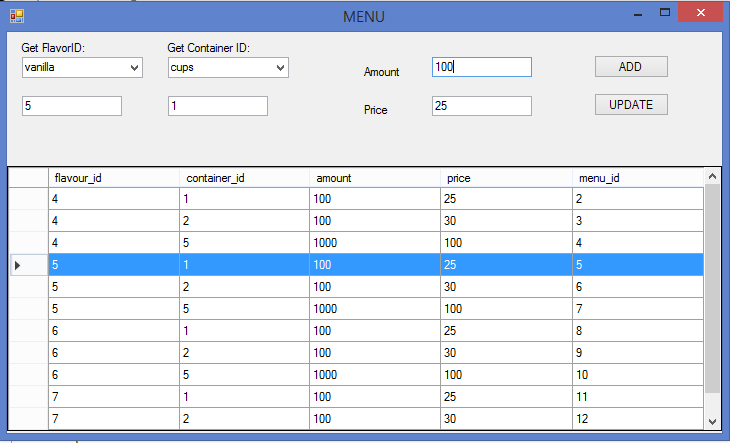 MENU
Get FlavorID: Get Container ID:
vanilla cups Amount 100 ADD
5 1 Price 25 UPDATE
flavour_id container_id amount price menu_id
4 1 100 25 2
4 2 100 30 3
4 5 1000 100 4
5 1 100 25 5
5 2 100 30 6
5 5 1000 100 7
6 1 100 25 8
6 2 100 30 9
6 5 1000 100 10
7 1 100 25 11
7 2 100 30 12